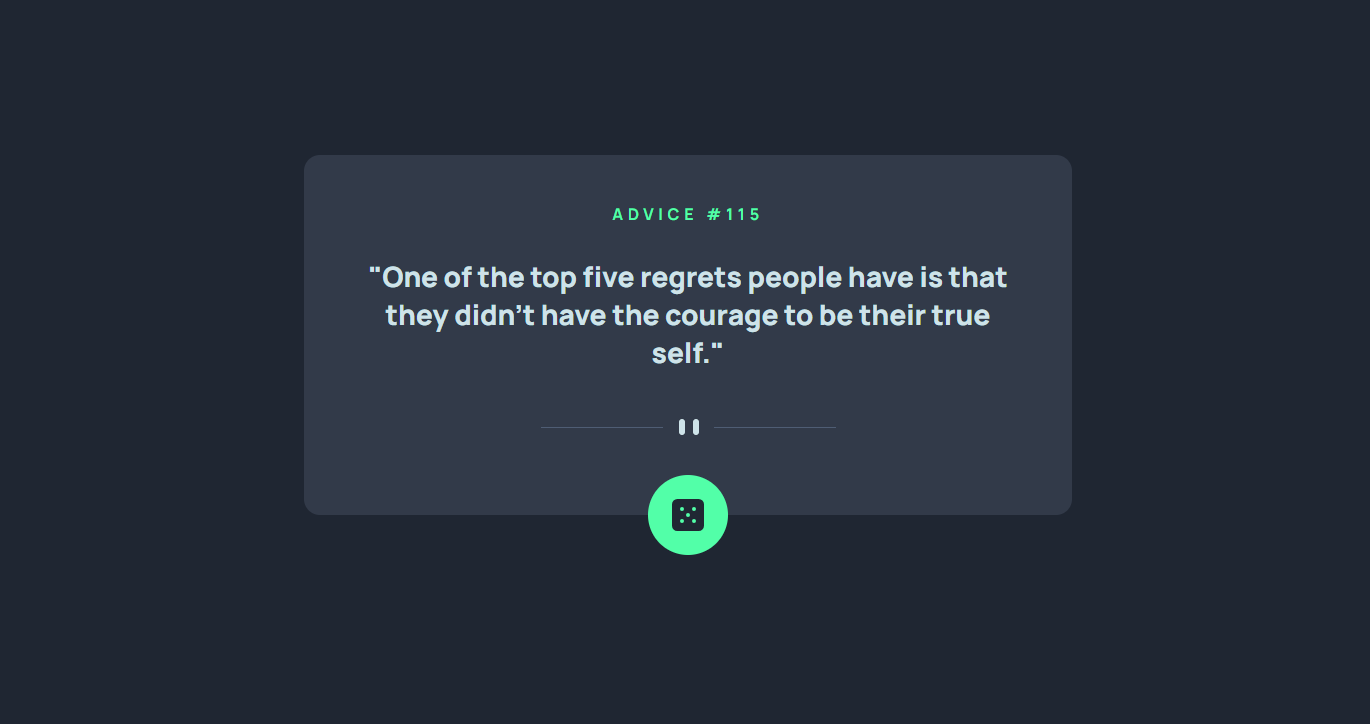 ADVICE #115
"One of the top five regrets people have is that
they didn't have the courage to be their true
self."